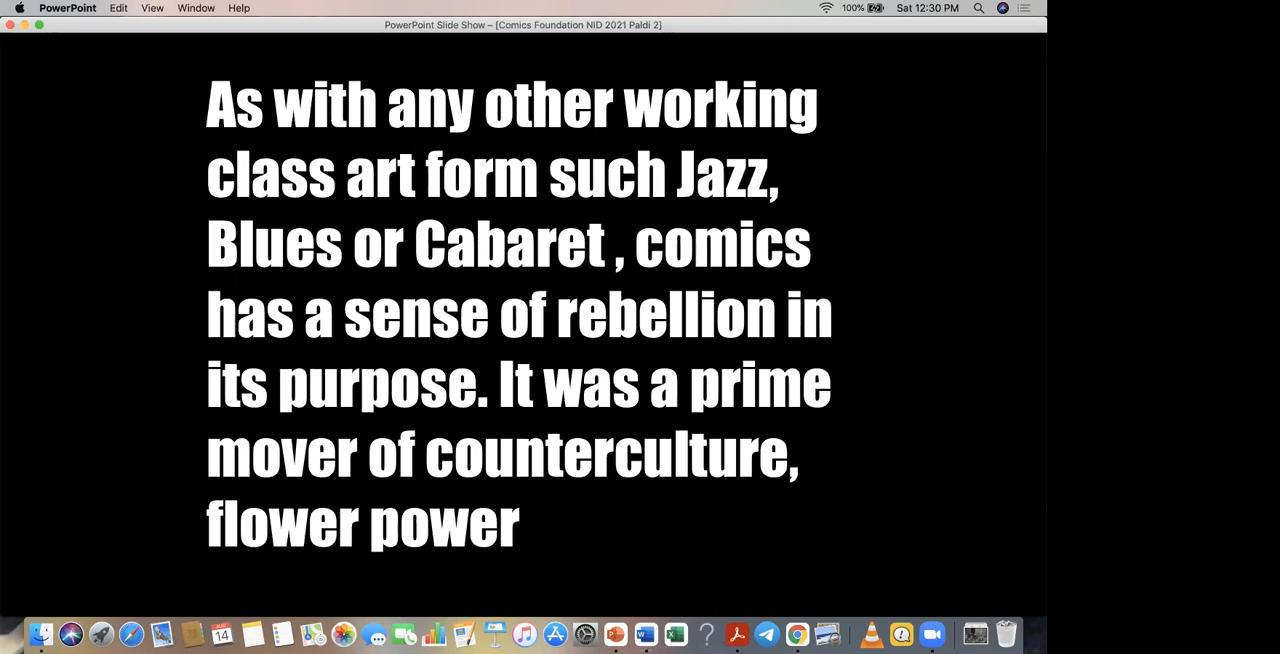 PowerPoint Edit View Window Help 100% Sat 12:30 PM
PowerPoint Slide Show – [Comics Foundation NID 2021 Paldi 2]
As with any other working
class art form such Jazz,
Blues or Cabaret , comics
has a sense of rebellion in
its purpose. It was a prime
mover of counterculture,
flower power
AUG
14